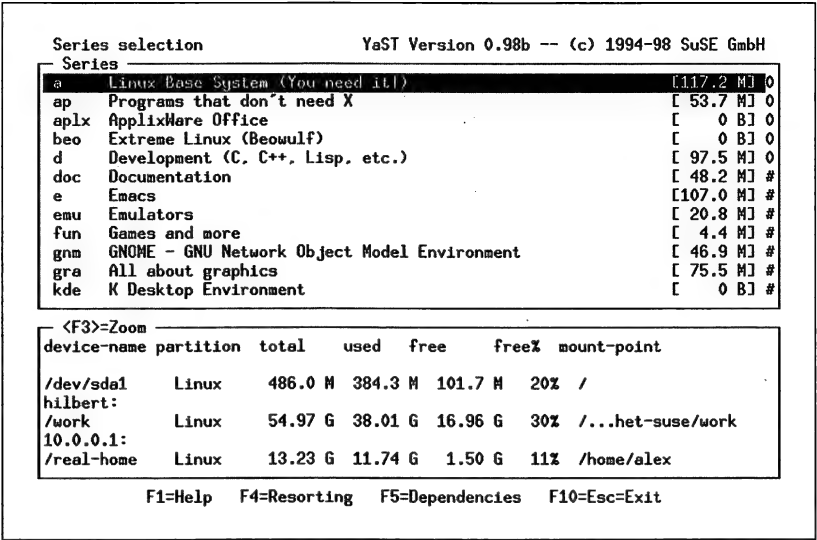 Series selection YaST Version 0.98b -- (c) 1994-98 SuSE GmbH
Series
a Linux Base System (You need it!) [117.2 M] O
ap Programs that don´t need X [ 53.7 M] O
aplx ApplixWare Office [ 0 B] O
beo Extreme Linux (Beowulf) [ 0 B] O
d Development (C, C++, Lisp, etc.) [ 97.5 M] O
doc Documentation [ 48.2 M] #
e Emacs [107.0 M] #
emu Emulators [ 20.8 M] #
fun Games and more [ 4.4 M] #
gnm GNOME - GNU Network Object Model Environment [ 46.9 M] #
gra All about graphics [ 75.5 M] #
kde K Desktop Environment [ 0 B] #
<F3>=Zoom
device-name partition total used free free% mount-point
/dev/sda1 Linux 486.0 M 384.3 M 101.7 M 20% /
hilbert:
/work Linux 54.97 G 38.01 G 16.96 G 30% /...het-suse/work
10.0.0.1:
/real-home Linux 13.23 G 11.74 G 1.50 G 11% /home/alex
F1=Help F4=Resorting F5=Dependencies F10=Esc=Exit